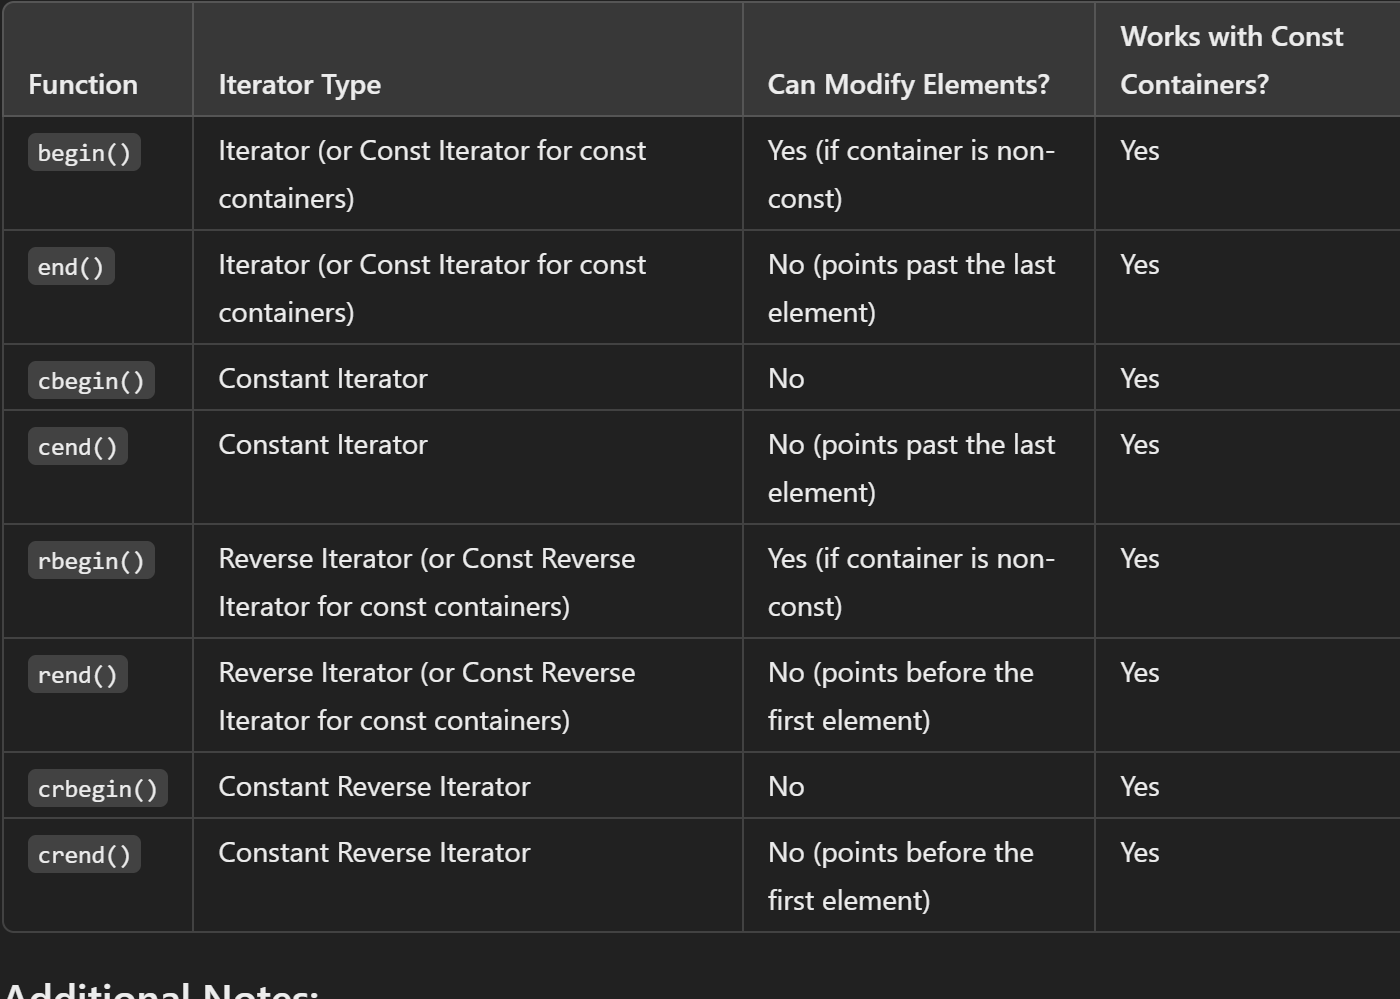 Function Iterator Type Can Modify Elements? Works with Const
Containers?
begin() Iterator (or Const Iterator for const Yes (if container is non- Yes
containers) const)
end() Iterator (or Const Iterator for const No (points past the last Yes
containers) element)
cbegin() Constant Iterator No Yes
cend() Constant Iterator No (points past the last Yes
element)
rbegin() Reverse Iterator (or Const Reverse Yes (if container is non- Yes
Iterator for const containers) const)
rend() Reverse Iterator (or Const Reverse No (points before the Yes
Iterator for const containers) first element)
crbegin() Constant Reverse Iterator No Yes
crend() Constant Reverse Iterator No (points before the Yes
first element)
Additional Notes: